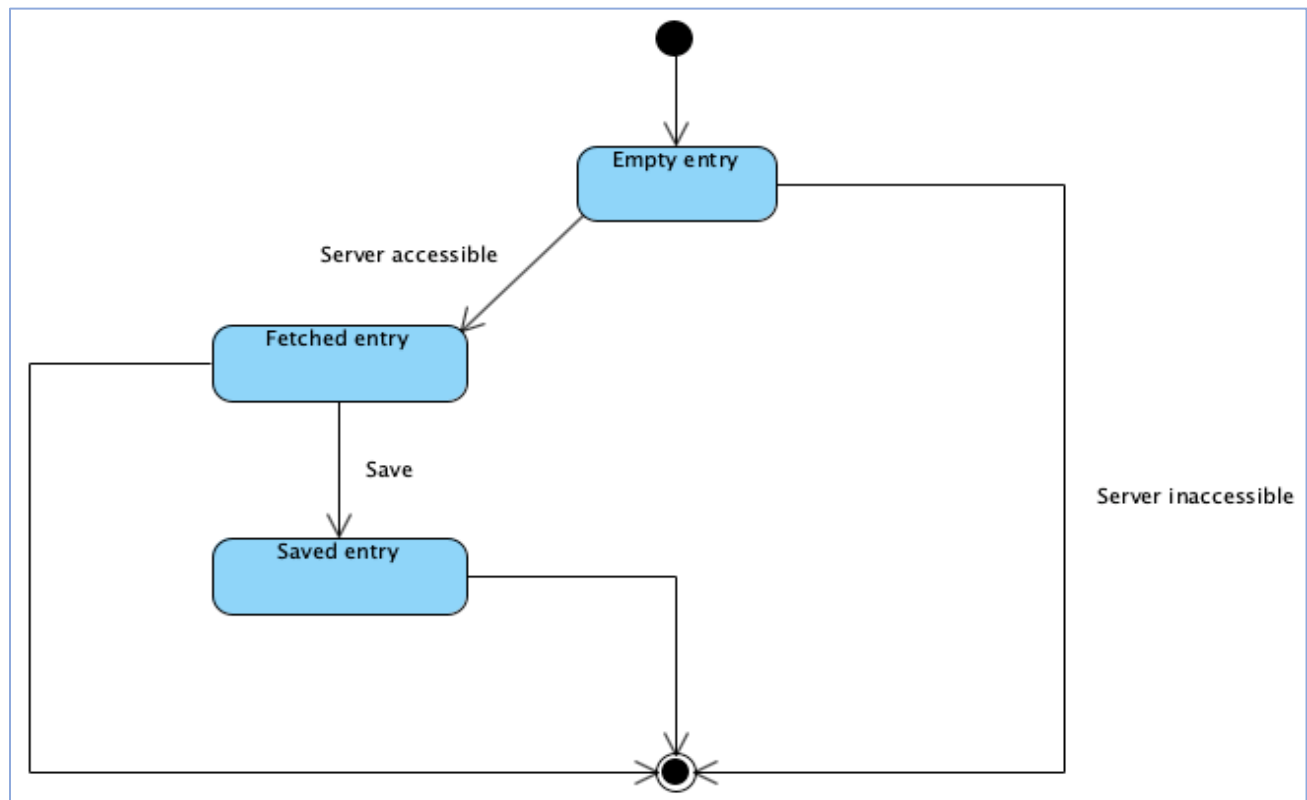 Empty entry
Server accessible
Fetched entry
Save
Server inaccessible
Saved entry